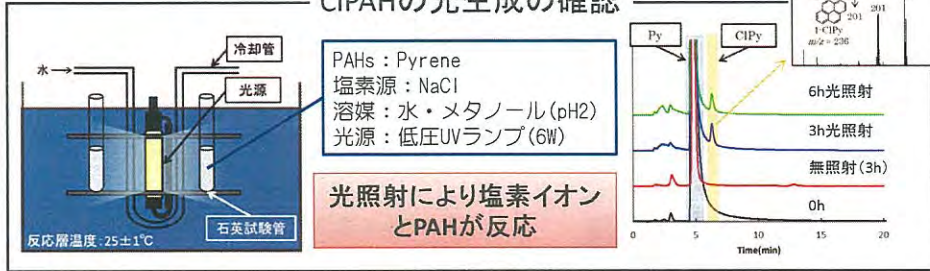 ClPAHの光生成の確認
水→
冷却管
光源
石英試験管
反応層温度:25±1℃
PAHs:Pyrene
塩素源:NaCl
溶媒:水・メタノール(pH2)
光源:低圧UVランプ(6W)
光照射により塩素イオン
とPAHが反応
Py
ClPy
201
201
1-ClPy
m/z = 236
6h光照射
3h光照射
無照射(3h)
0h
0
5
10
15
20
Time(min)